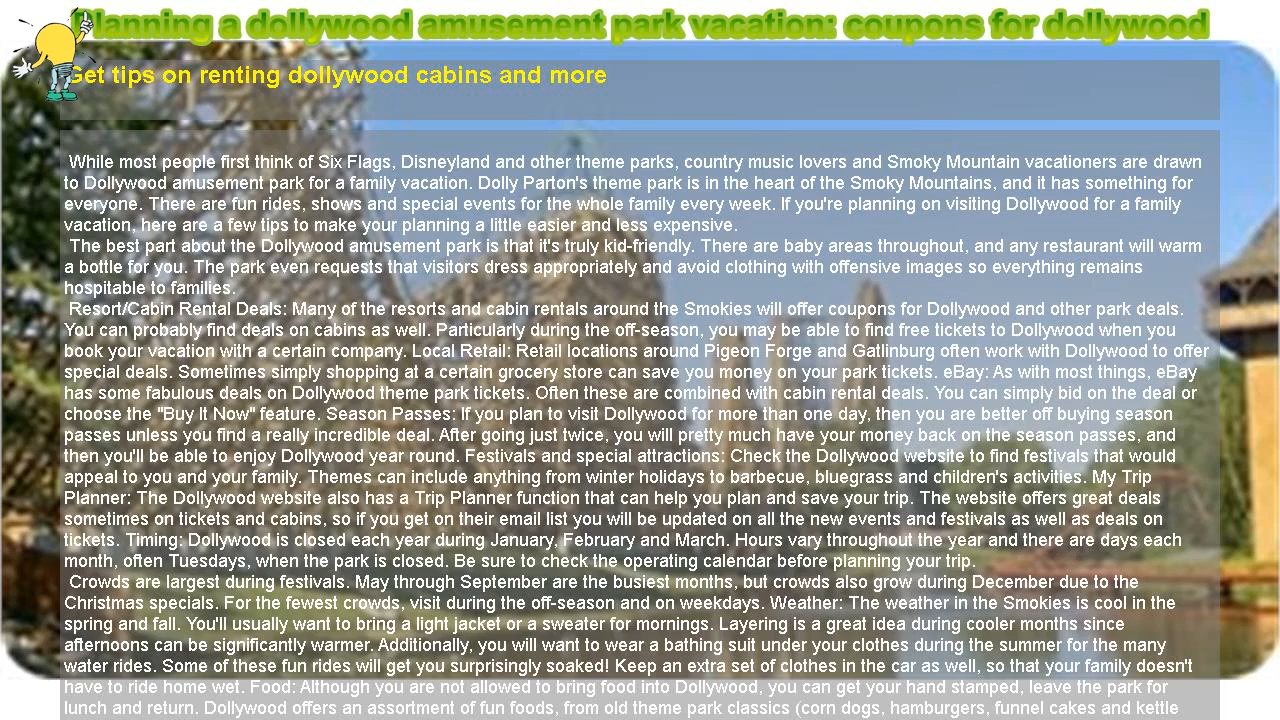 Planning a dollywood amusement park vacation: coupons for dollywood
Get tips on renting dollywood cabins and more
While most people first think of Six Flags, Disneyland and other theme parks, country music lovers and Smoky Mountain vacationers are drawn
to Dollywood amusement park for a family vacation. Dolly Parton's theme park is in the heart of the Smoky Mountains, and it has something for
everyone. There are fun rides, shows and special events for the whole family every week. If you're planning on visiting Dollywood for a family
vacation, here are a few tips to make your planning a little easier and less expensive.
The best part about the Dollywood amusement park is that it's truly kid-friendly. There are baby areas throughout, and any restaurant will warm
a bottle for you. The park even requests that visitors dress appropriately and avoid clothing with offensive images so everything remains
hospitable to families.
Resort/Cabin Rental Deals: Many of the resorts and cabin rentals around the Smokies will offer coupons for Dollywood and other park deals.
You can probably find deals on cabins as well. Particularly during the off-season, you may be able to find free tickets to Dollywood when you
book your vacation with a certain company. Local Retail: Retail locations around Pigeon Forge and Gatlinburg often work with Dollywood to offer
special deals. Sometimes simply shopping at a certain grocery store can save you money on your park tickets. eBay: As with most things, eBay
has some fabulous deals on Dollywood theme park tickets. Often these are combined with cabin rental deals. You can simply bid on the deal or
choose the "Buy It Now" feature. Season Passes: If you plan to visit Dollywood for more than one day, then you are better off buying season
passes unless you find a really incredible deal. After going just twice, you will pretty much have your money back on the season passes, and
then you'll be able to enjoy Dollywood year round. Festivals and special attractions: Check the Dollywood website to find festivals that would
appeal to you and your family. Themes can include anything from winter holidays to barbecue, bluegrass and children's activities. My Trip
Planner: The Dollywood website also has a Trip Planner function that can help you plan and save your trip. The website offers great deals
sometimes on tickets and cabins, so if you get on their email list you will be updated on all the new events and festivals as well as deals on
tickets. Timing: Dollywood is closed each year during January, February and March. Hours vary throughout the year and there are days each
month, often Tuesdays, when the park is closed. Be sure to check the operating calendar before planning your trip.
Crowds are largest during festivals. May through September are the busiest months, but crowds also grow during December due to the
Christmas specials. For the fewest crowds, visit during the off-season and on weekdays. Weather: The weather in the Smokies is cool in the
spring and fall. You'll usually want to bring a light jacket or a sweater for mornings. Layering is a great idea during cooler months since
afternoons can be significantly warmer. Additionally, you will want to wear a bathing suit under your clothes during the summer for the many
water rides. Some of these fun rides will get you surprisingly soaked! Keep an extra set of clothes in the car as well, so that your family doesn't
have to ride home wet. Food: Although you are not allowed to bring food into Dollywood, you can get your hand stamped, leave the park for
lunch and return. Dollywood offers an assortment of fun foods, from old theme park classics (corn dogs, hamburgers, funnel cakes and kettle